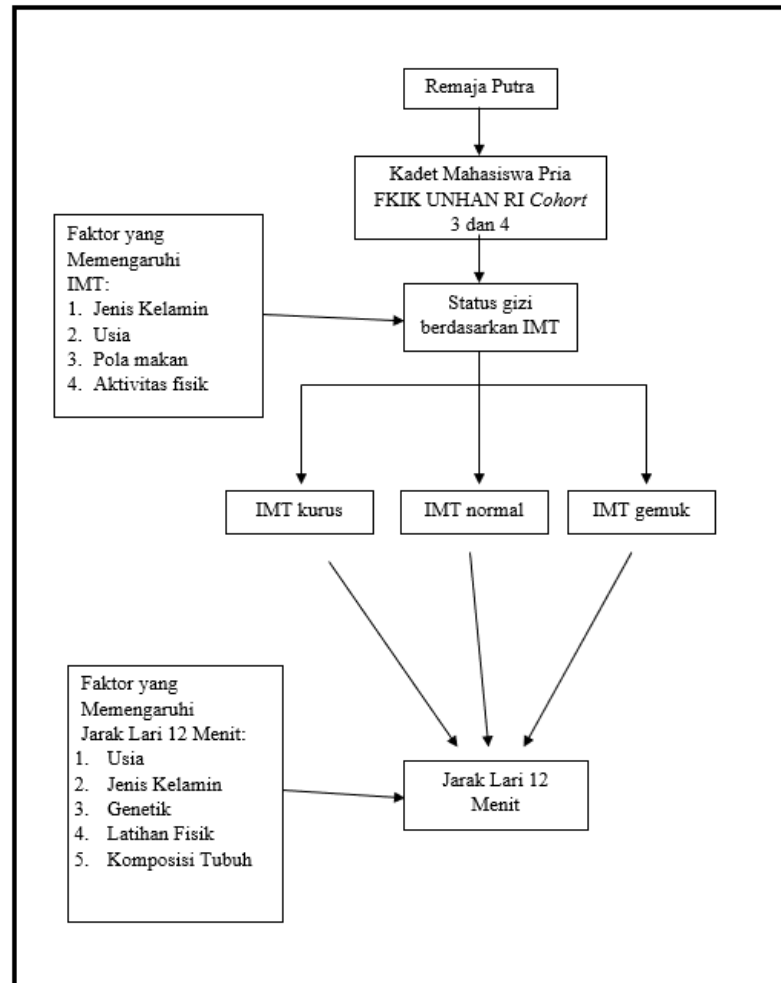 Remaja Putra
Kadet Mahasiswa Pria
FKIK UNHAN RI Cohort
3 dan 4
Faktor yang
Memengaruhi
IMT:
1. Jenis Kelamin
2. Usia
3. Pola makan
4. Aktivitas fisik
Status gizi
berdasarkan IMT
IMT kurus
IMT normal
IMT gemuk
Faktor yang
Memengaruhi
Jarak Lari 12 Menit:
1. Usia
2. Jenis Kelamin
3. Genetik
4. Latihan Fisik
5. Komposisi Tubuh
Jarak Lari 12
Menit